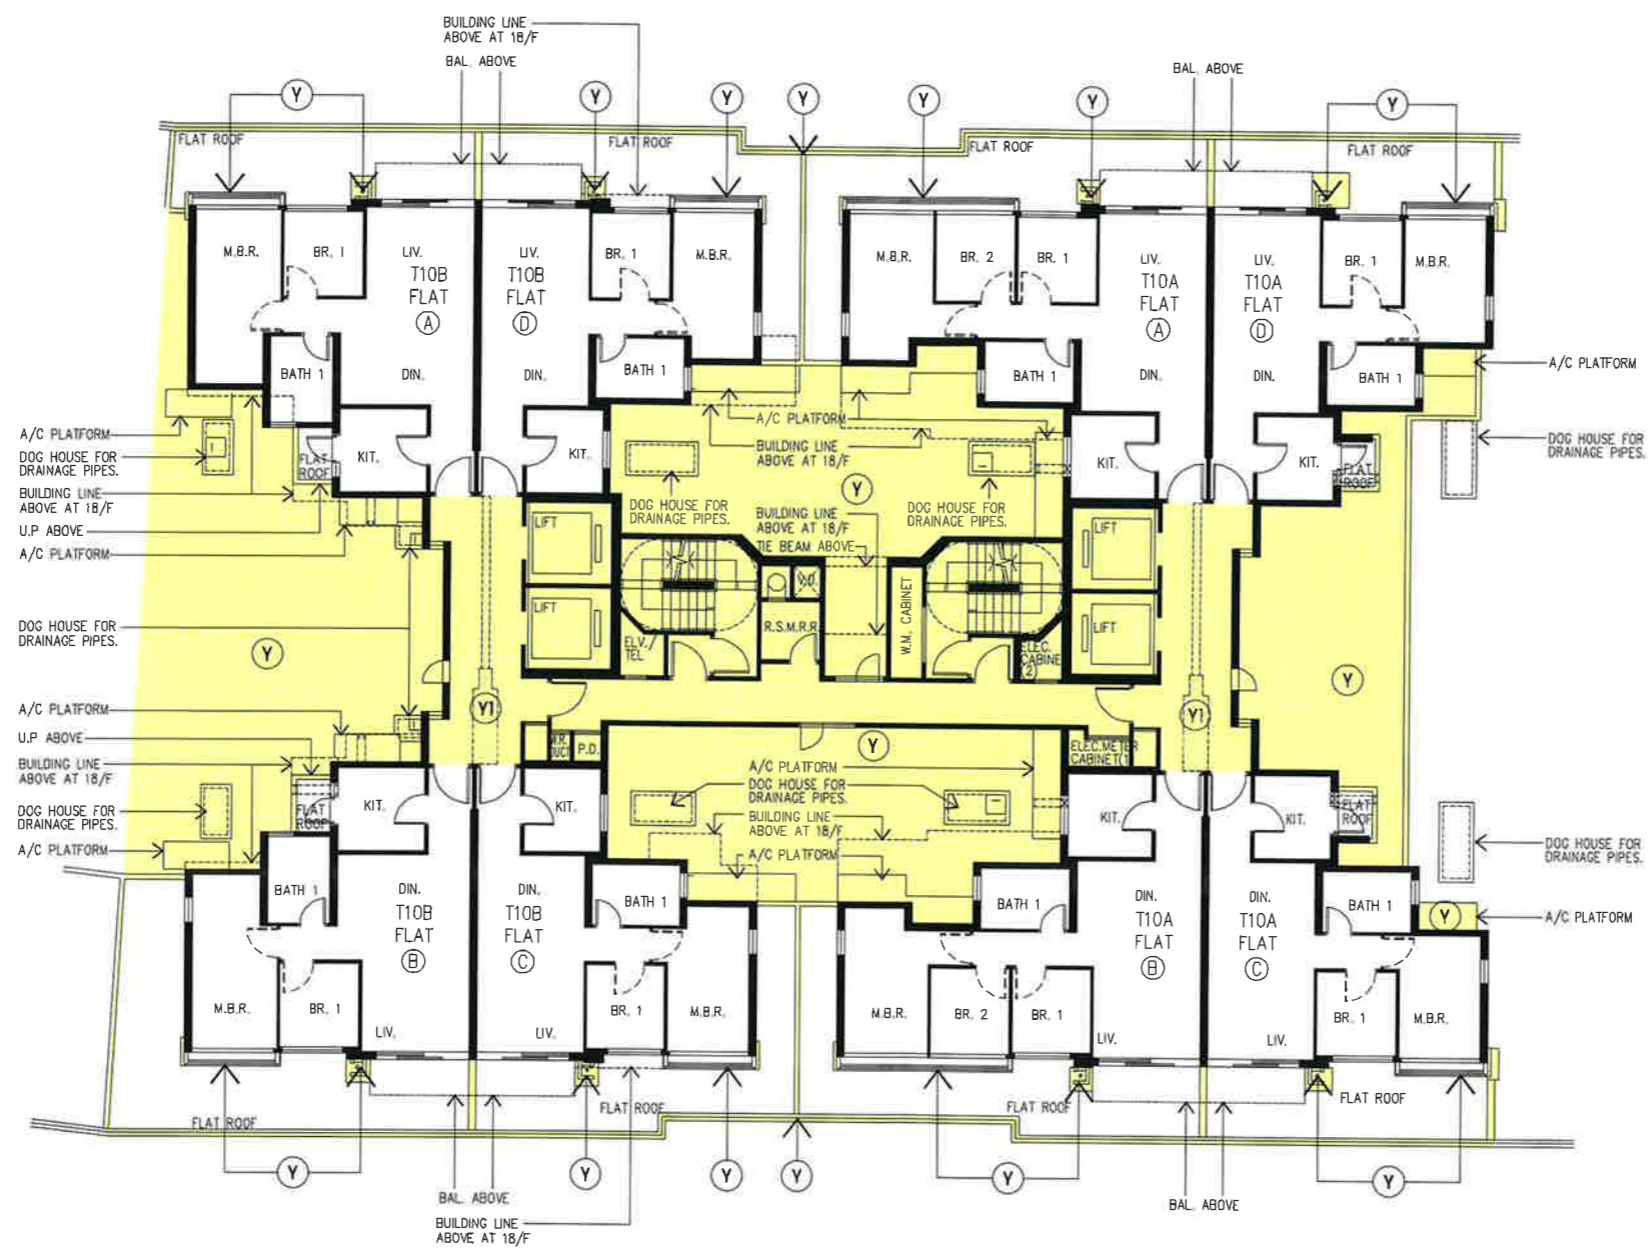 BUILDING LINE
ABOVE AT 18/F
BAL. ABOVE
BAL. ABOVE
Y
Y
Y
Y
Y
Y
Y
FLAT ROOF
FLAT ROOF
FLAT ROOF
FLAT ROOF
M.B.R.
BR. 1
LIV.
T10B
FLAT
A
DIN.
BATH 1
KIT.
LIV.
T10B
FLAT
D
DIN.
BR. 1
M.B.R.
BATH 1
KIT.
M.B.R.
BR. 2
BR. 1
LIV.
T10A
FLAT
A
DIN.
BATH 1
KIT.
LIV.
T10A
FLAT
D
DIN.
BR. 1
M.B.R.
BATH 1
KIT.
FLAT
ROOF
FLAT
ROOF
A/C PLATFORM
DOG HOUSE FOR
DRAINAGE PIPES.
A/C PLATFORM
DOG HOUSE FOR
DRAINAGE PIPES.
BUILDING LINE
ABOVE AT 18/F
U.P ABOVE
A/C PLATFORM
DOG HOUSE FOR
DRAINAGE PIPES.
A/C PLATFORM
U.P ABOVE
BUILDING LINE
ABOVE AT 18/F
DOG HOUSE FOR
DRAINAGE PIPES.
A/C PLATFORM
A/C PLATFORM
BUILDING LINE
ABOVE AT 18/F
Y
DOG HOUSE FOR
DRAINAGE PIPES.
DOG HOUSE FOR
DRAINAGE PIPES.
BUILDING LINE
ABOVE AT 18/F
TIE BEAM ABOVE
LIFT
LIFT
LIFT
LIFT
V.D.
R.S.M.R.R.
W.M. CABINET
ELV./
TEL
ELEC.
CABINE
2)
Y
Y
Y1
Y1
P.D.
ELEC.METER
CABINET(1
Y
A/C PLATFORM
DOG HOUSE FOR
DRAINAGE PIPES.
BUILDING LINE
ABOVE AT 18/F
A/C PLATFORM
FLAT
ROOF
FLAT
ROOF
KIT.
BATH 1
DIN.
T10B
FLAT
B
M.B.R.
BR. 1
LIV.
KIT.
DIN.
T10B
FLAT
C
BATH 1
LIV.
BR. 1
M.B.R.
KIT.
BATH 1
DIN.
T10A
FLAT
B
M.B.R.
BR. 2
BR. 1
LIV.
KIT.
DIN.
T10A
FLAT
C
BATH 1
LIV.
BR. 1
M.B.R.
DOG HOUSE FOR
DRAINAGE PIPES.
Y
A/C PLATFORM
FLAT ROOF
FLAT ROOF
FLAT ROOF
FLAT ROOF
Y
Y
Y
Y
Y
Y
BAL. ABOVE
BAL. ABOVE
BUILDING LINE
ABOVE AT 18/F